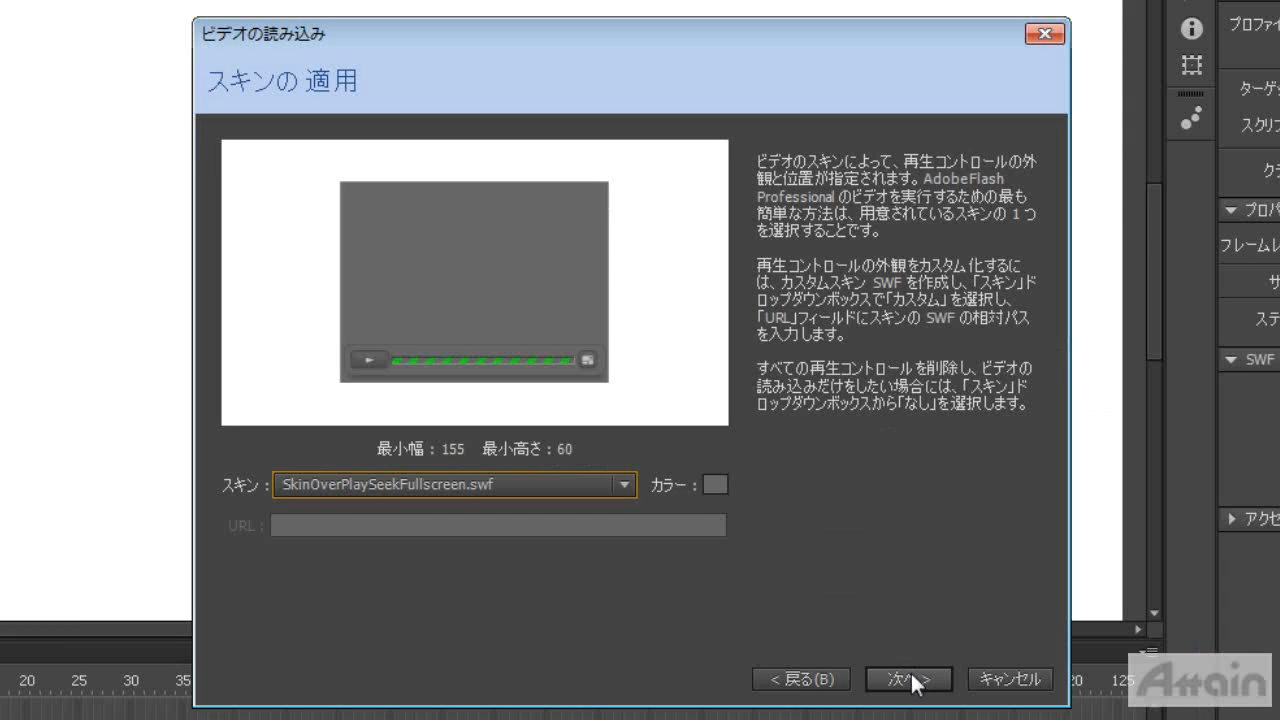 ビデオの読み込み
スキンの 適用
ビデオのスキンによって、再生コントロールの外
観と位置が指定されます。AdobeFlash
Professional のビデオを実行するための最も
簡単な方法は、用意されているスキンの 1 つ
を選択することです。
再生コントロールの外観をカスタム化するに
は、カスタムスキン SWF を作成し、「スキン」ド
ロップダウンボックスで「カスタム」を選択し、
「URL」フィールドにスキンの SWF の相対パス
を入力します。
すべての再生コントロールを削除し、ビデオの
読み込みだけをしたい場合には、「スキン」ド
ロップダウンボックスから「なし」を選択します。
最小幅 : 155 最小高さ : 60
スキン : SkinOverPlaySeekFullscreen.swf カラー :
URL :
< 戻る(B) 次へ > キャンセル
プロファイ
ターゲッ
スクリプ
クラ
プロパ
フレームレ
サ
ステ
SWF
アクセ
20 25 30 35 20 125
Attain